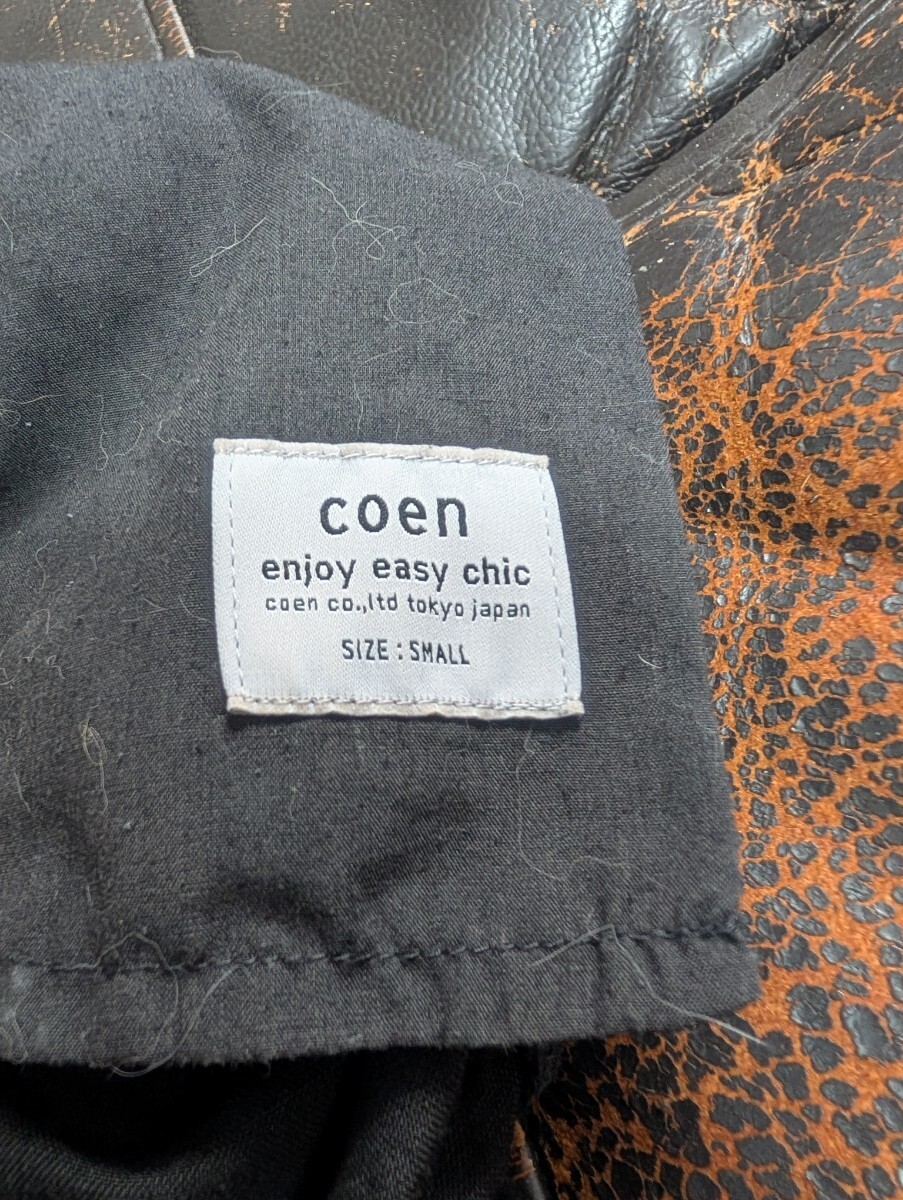 coen
enjoy easy chic
coen co.,ltd tokyo japan
SIZE : SMALL